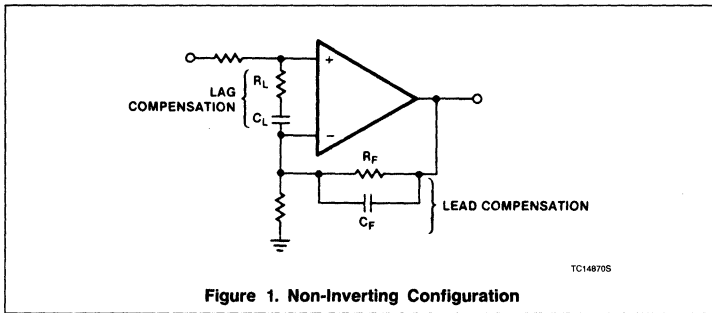 +
R_L
LAG
COMPENSATION
C_L
−
R_F
LEAD COMPENSATION
C_F
TC14870S
Figure 1. Non-Inverting Configuration